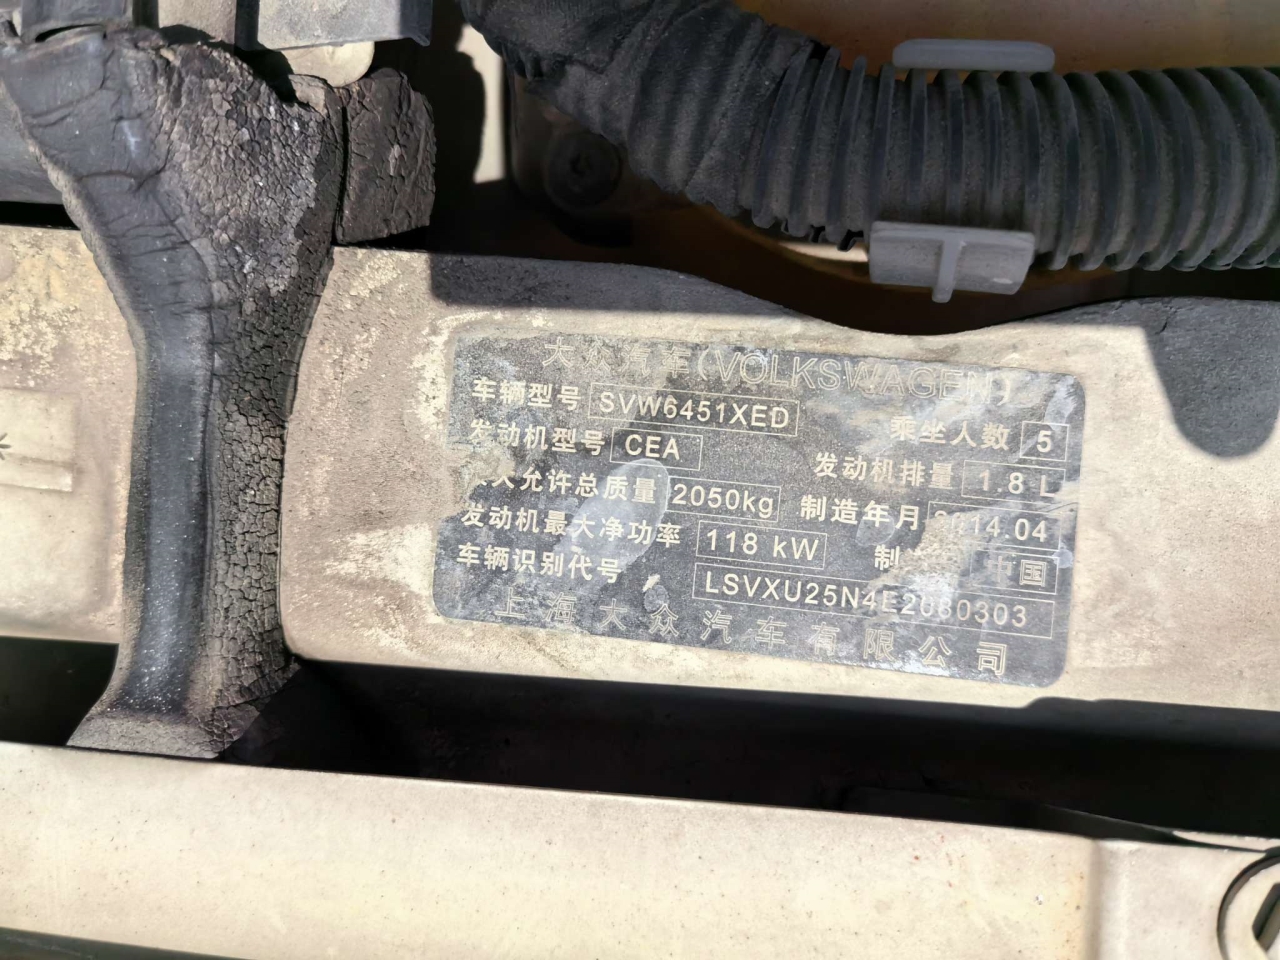 大众汽车(VOLKSWAGEN)
车辆型号 SVW6451XED 乘坐人数 5
发动机型号 CEA 发动机排量 1.8 L
大允许总质量 2050kg 制造年月 2014.04
发动机最大净功率 118 kW 制 中国
车辆识别代号 LSVXU25N4E2080303
上海大众汽车有限公司